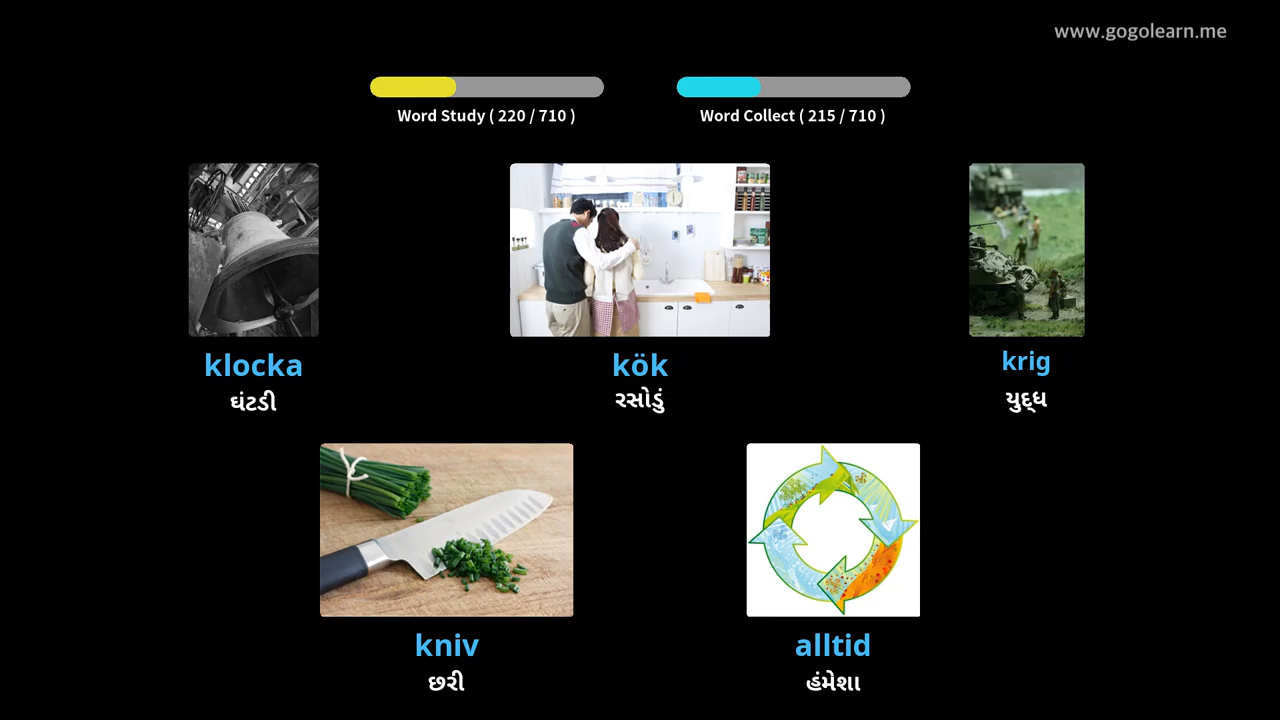 www.gogolearn.me
Word Study ( 220 / 710 )
Word Collect ( 215 / 710 )
klocka
ઘંટડી
kök
રસોડું
krig
યુદ્ધ
kniv
છરી
alltid
હંમેશા